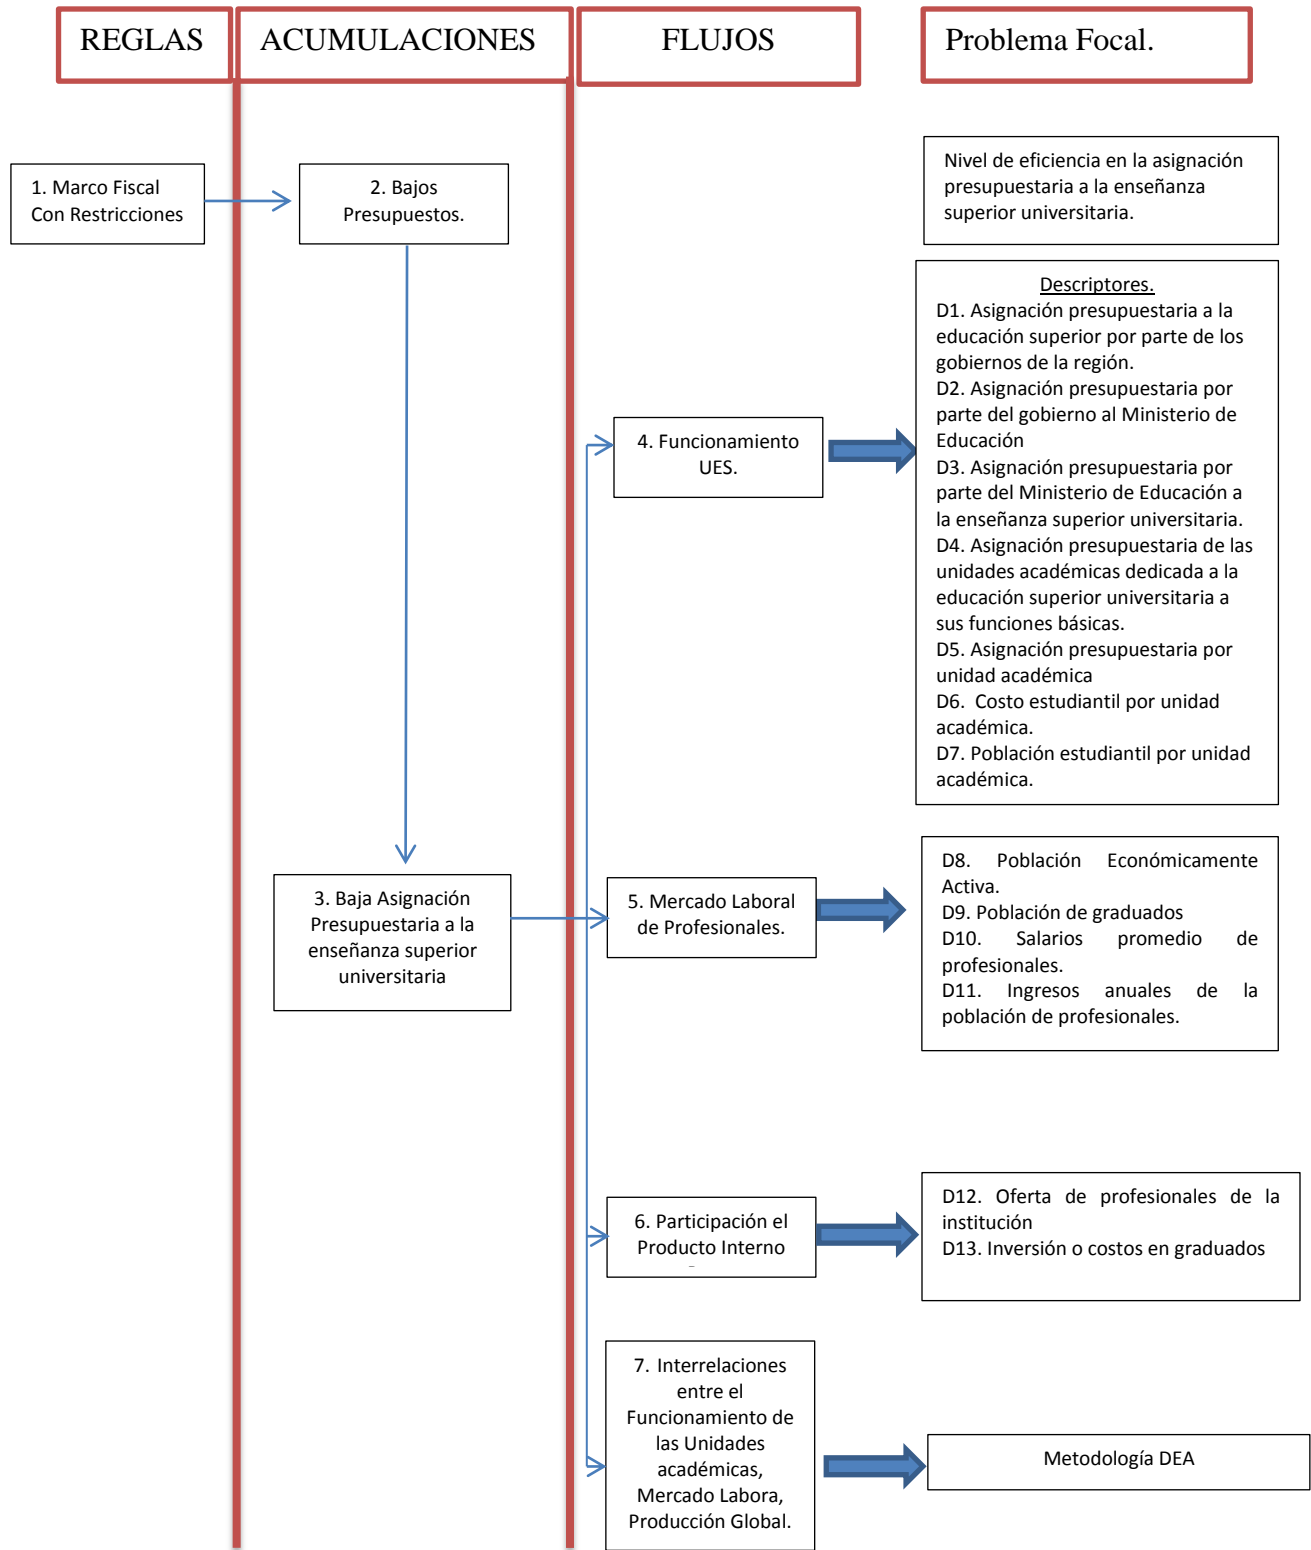 REGLAS
ACUMULACIONES
FLUJOS
Problema Focal.
1. Marco Fiscal
Con Restricciones
2. Bajos
Presupuestos.
Nivel de eficiencia en la asignación
presupuestaria a la enseñanza
superior universitaria.
Descriptores.
D1. Asignación presupuestaria a la
educación superior por parte de los
gobiernos de la región.
D2. Asignación presupuestaria por
parte del gobierno al Ministerio de
Educación
D3. Asignación presupuestaria por
parte del Ministerio de Educación a
la enseñanza superior universitaria.
D4. Asignación presupuestaria de las
unidades académicas dedicada a la
educación superior universitaria a
sus funciones básicas.
D5. Asignación presupuestaria por
unidad académica
D6. Costo estudiantil por unidad
académica.
D7. Población estudiantil por unidad
académica.
4. Funcionamiento
UES.
3. Baja Asignación
Presupuestaria a la
enseñanza superior
universitaria
5. Mercado Laboral
de Profesionales.
D8. Población Económicamente
Activa.
D9. Población de graduados
D10. Salarios promedio de
profesionales.
D11. Ingresos anuales de la
población de profesionales.
6. Participación el
Producto Interno
D12. Oferta de profesionales de la
institución
D13. Inversión o costos en graduados
7. Interrelaciones
entre el
Funcionamiento de
las Unidades
académicas,
Mercado Labora,
Producción Global.
Metodología DEA